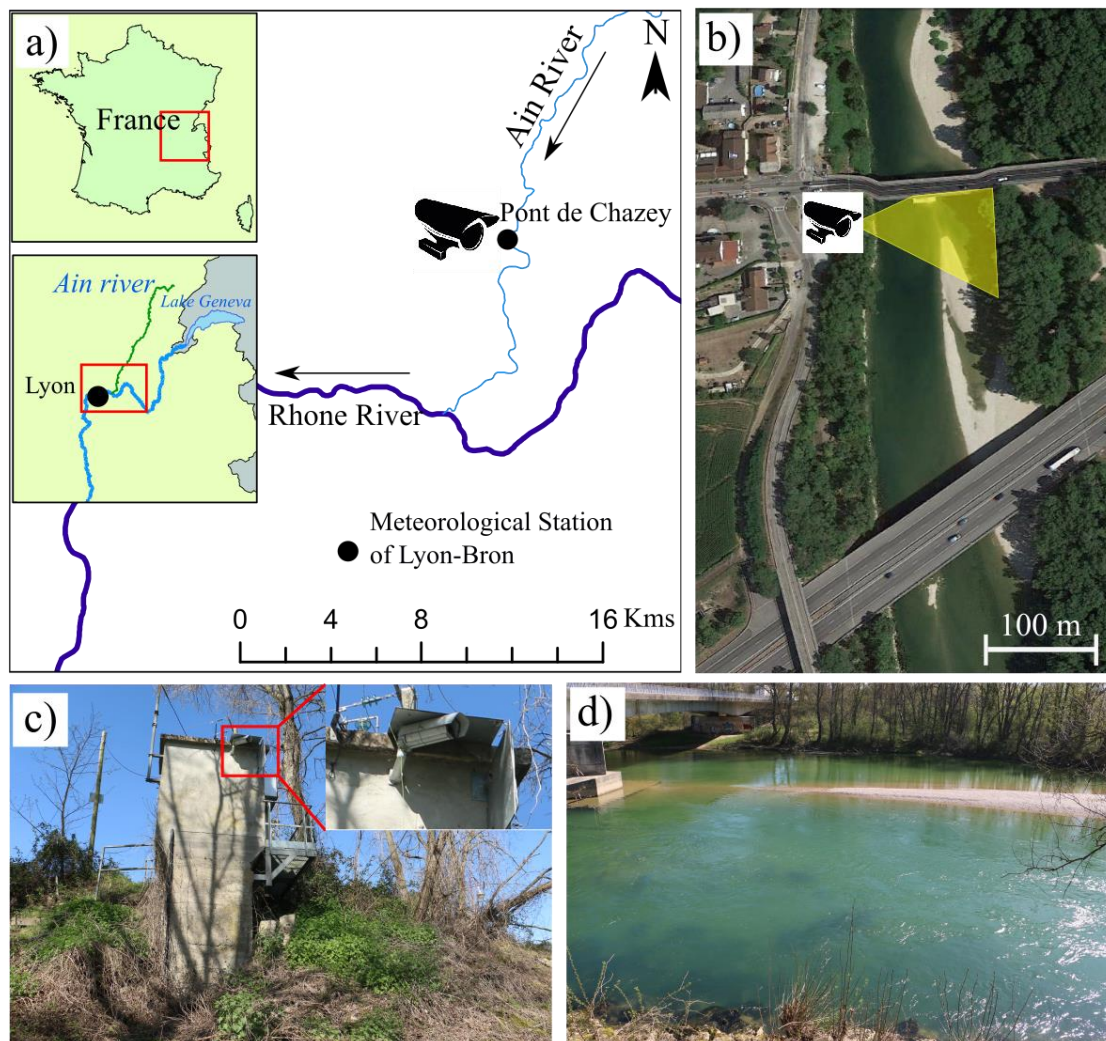 a)
France
Ain river
Lake Geneva
Lyon
Ain River
N
Pont de Chazey
Rhone River
Meteorological Station
of Lyon-Bron
0 4 8 16 Kms
b)
100 m
c)
d)